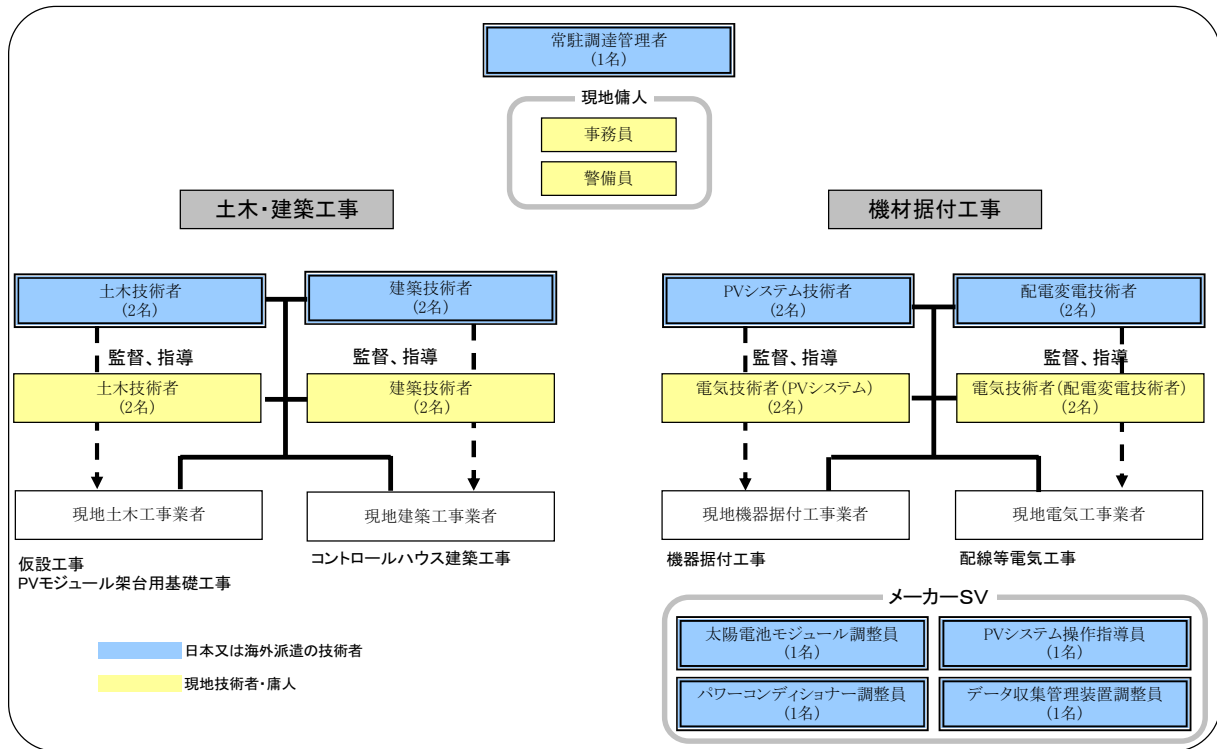 常駐調達管理者
(1名)
現地傭人
事務員
警備員
土木・建築工事
機材据付工事
土木技術者
(2名)
建築技術者
(2名)
PVシステム技術者
(2名)
配電変電技術者
(2名)
監督、指導
監督、指導
監督、指導
監督、指導
土木技術者
(2名)
建築技術者
(2名)
電気技術者(PVシステム)
(2名)
電気技術者(配電変電技術者)
(2名)
現地土木工事業者
現地建築工事業者
現地機器据付工事業者
現地電気工事業者
仮設工事
PVモジュール架台用基礎工事
コントロールハウス建築工事
機器据付工事
配線等電気工事
メーカーSV
太陽電池モジュール調整員
(1名)
PVシステム操作指導員
(1名)
パワーコンディショナー調整員
(1名)
データ収集管理装置調整員
(1名)
日本又は海外派遣の技術者
現地技術者・庸人